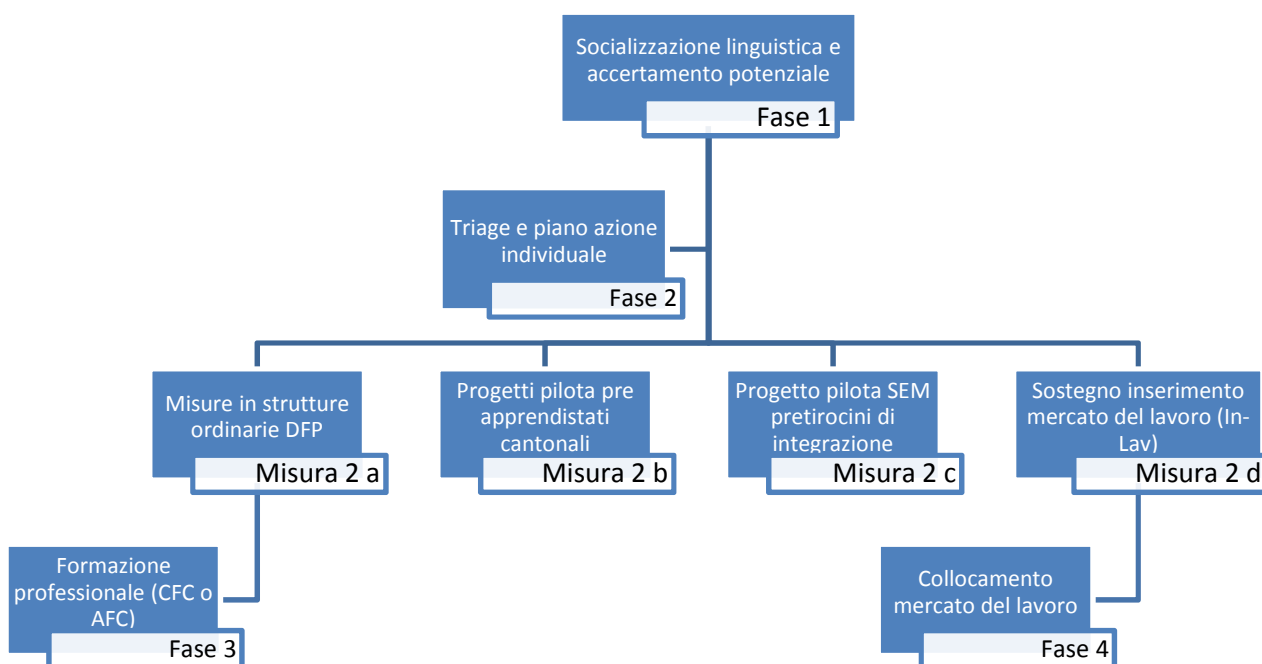 Socializzazione linguistica e
accertamento potenziale
Fase 1
Triage e piano azione
individuale
Fase 2
Misure in strutture
ordinarie DFP
Misura 2 a
Progetti pilota pre
apprendistati
cantonali
Misura 2 b
Progetto pilota SEM
pretirocini di
integrazione
Misura 2 c
Sostegno inserimento
mercato del lavoro (In-
Lav)
Misura 2 d
Formazione
professionale (CFC o
AFC)
Fase 3
Collocamento
mercato del lavoro
Fase 4